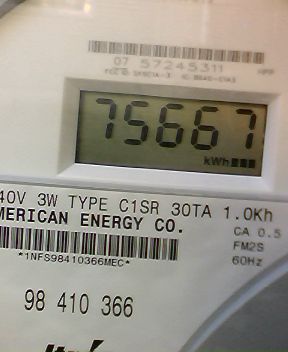 07 57245311
75667
kWh
40V 3W TYPE C1SR 30TA 1.0Kh
MERICAN ENERGY CO.
CA 0.5
FM2S
60Hz
*1NFS98410366MEC*
98 410 366